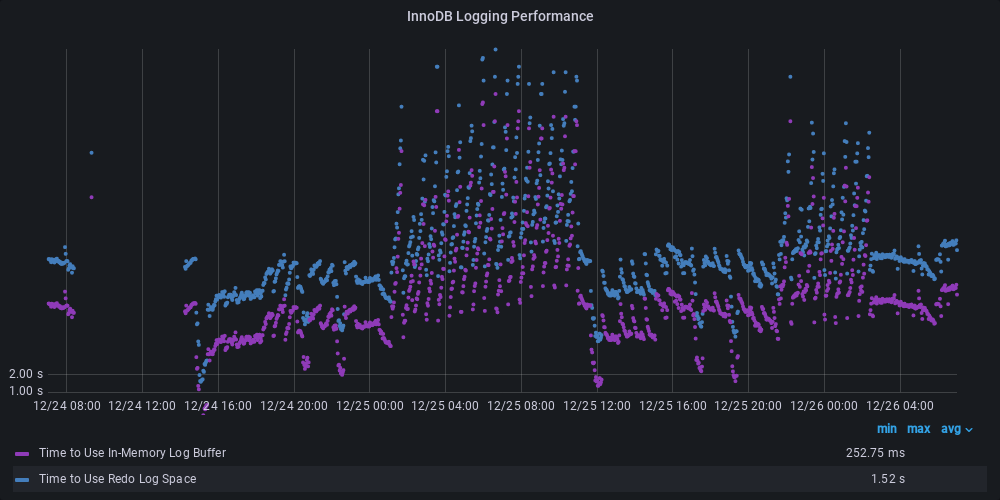 InnoDB Logging Performance
2.00 s
1.00 s
12/24 08:00 12/24 12:00 12/24 16:00 12/24 20:00 12/25 00:00 12/25 04:00 12/25 08:00 12/25 12:00 12/25 16:00 12/25 20:00 12/26 00:00 12/26 04:00
min max avg
Time to Use In-Memory Log Buffer 252.75 ms
Time to Use Redo Log Space 1.52 s